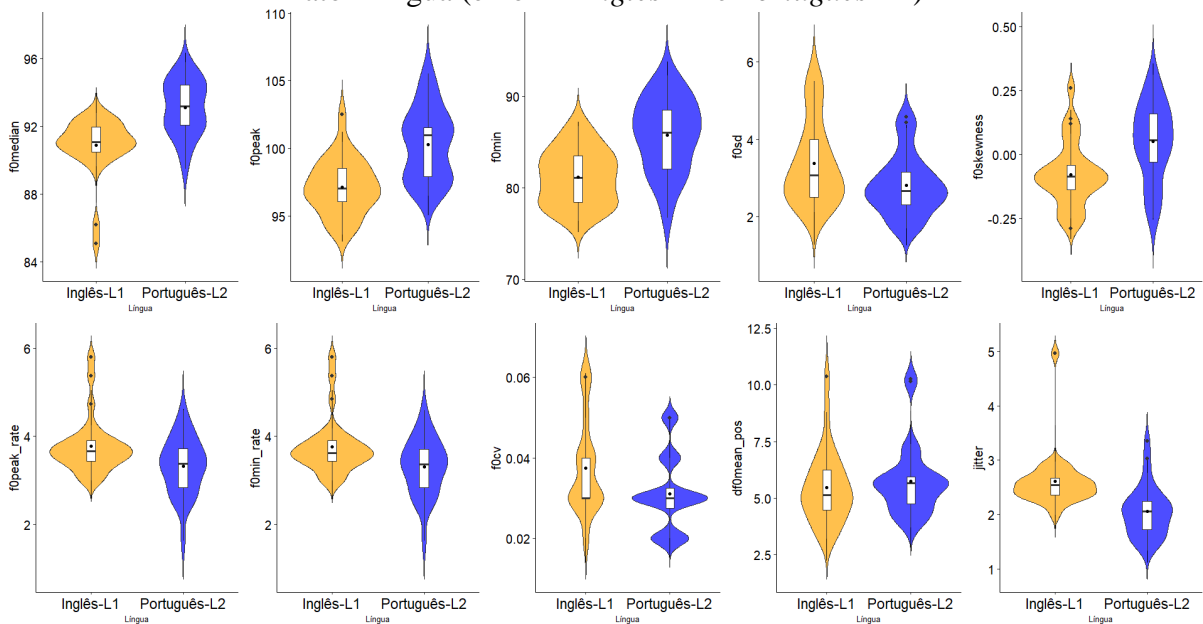 f0median
96
92
88
84
Inglês-L1 Português-L2
Língua
f0peak
110
105
100
95
Inglês-L1 Português-L2
Língua
f0min
90
80
70
Inglês-L1 Português-L2
Língua
f0sd
6
4
2
Inglês-L1 Português-L2
Língua
f0skewness
0.50
0.25
0.00
-0.25
Inglês-L1 Português-L2
Língua
f0peak_rate
6
4
2
Inglês-L1 Português-L2
Língua
f0min_rate
6
4
2
Inglês-L1 Português-L2
Língua
f0cv
0.06
0.04
0.02
Inglês-L1 Português-L2
Língua
df0mean_pos
12.5
10.0
7.5
5.0
2.5
Inglês-L1 Português-L2
Língua
jitter
5
4
3
2
1
Inglês-L1 Português-L2
Língua